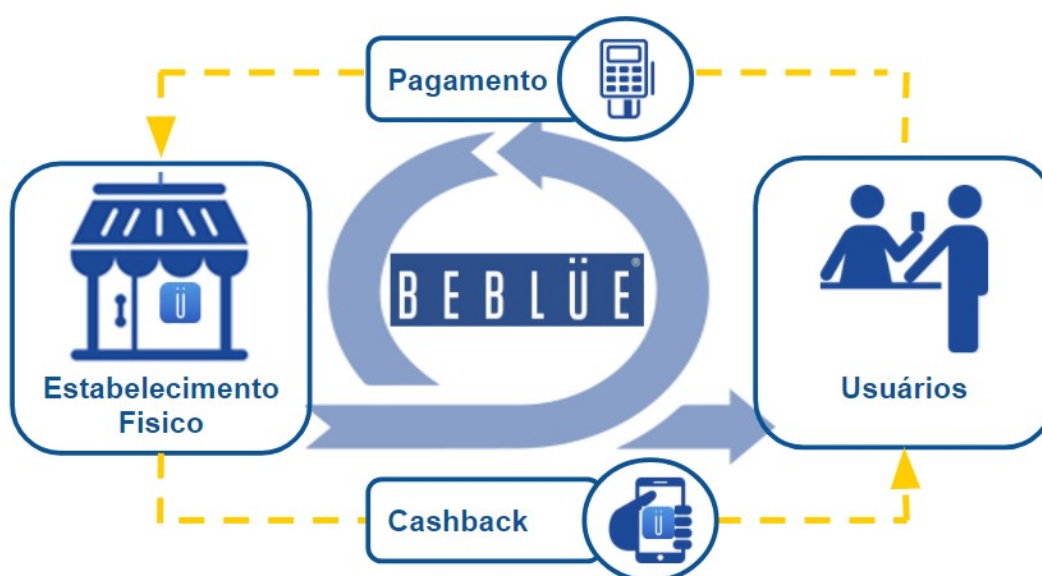 Pagamento
BEBLÜE®
Ü
Estabelecimento
Fisico
Usuários
Cashback
Ü